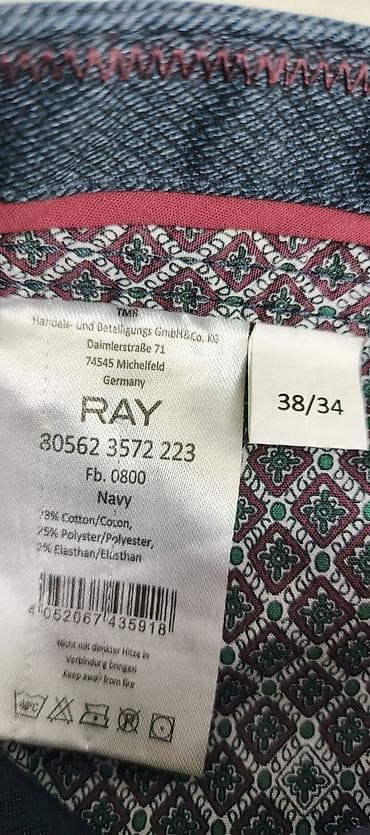 TMR
Handels- und Beteiligungs GmbH&Co. KG
Daimlerstraße 71
74545 Michelfeld
Germany
RAY
30562 3572 223
Fb. 0800
Navy
73% Cotton/Coton,
25% Polyester/Polyester,
2% Elasthan/Elasthan
4 052067 435918
Nicht mit direkter Hitze in
Verbindung bringen
Keep away from fire
40°C
38/34